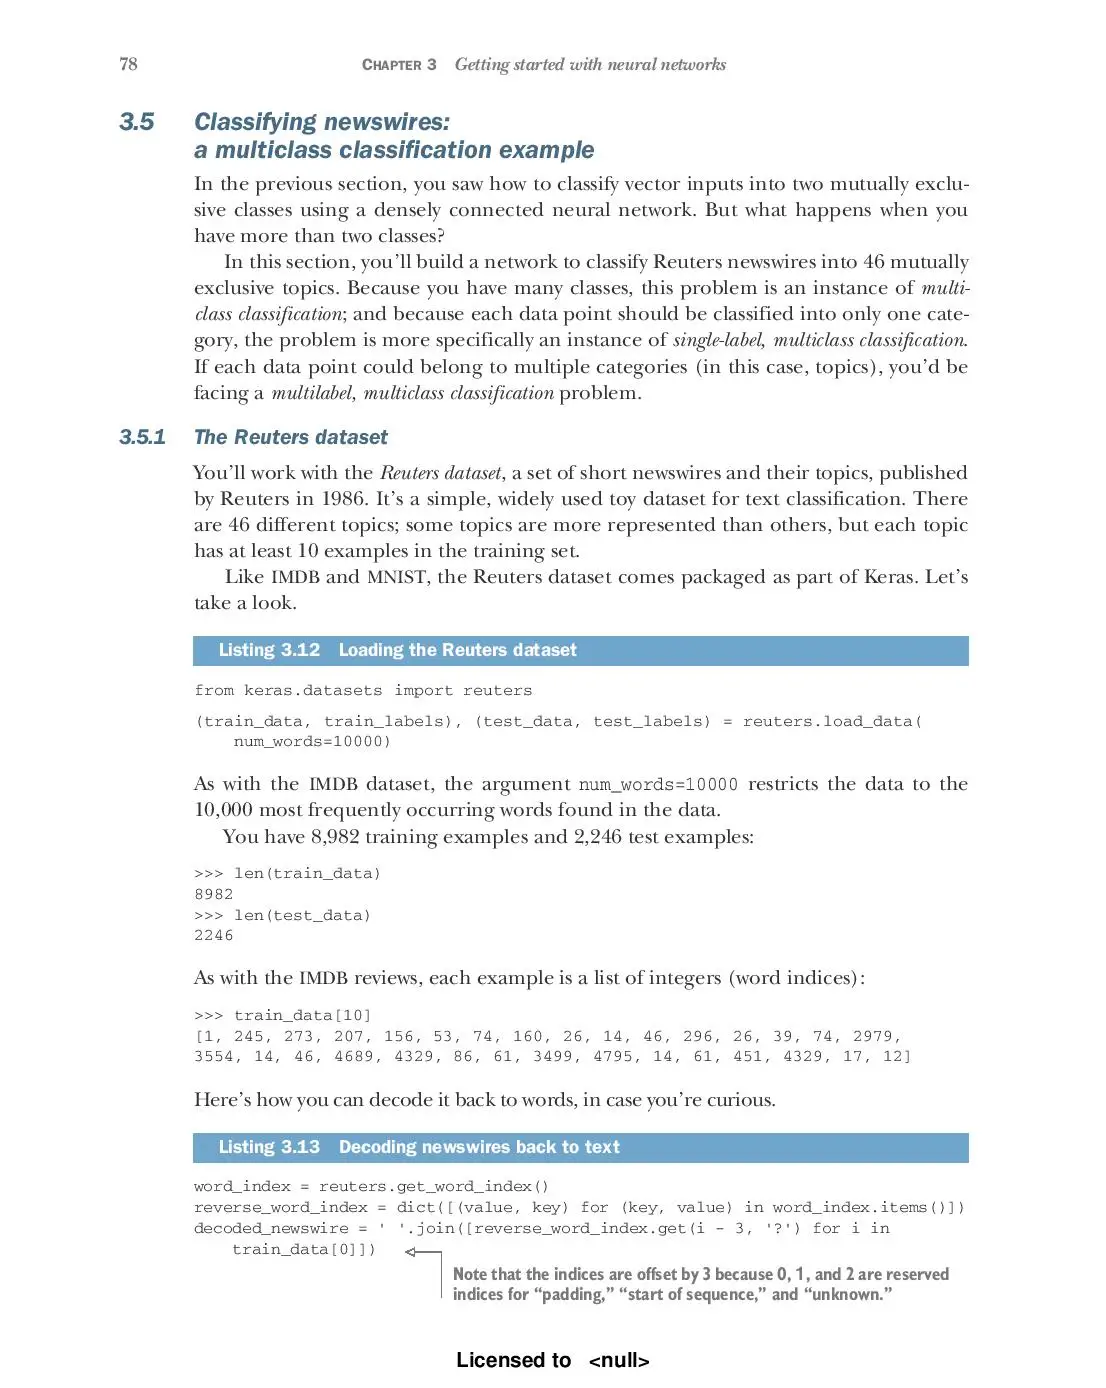 78 CHAPTER 3 Getting started with neural networks
3.5 Classifying newswires:
a multiclass classification example
In the previous section, you saw how to classify vector inputs into two mutually exclu-
sive classes using a densely connected neural network. But what happens when you
have more than two classes?
In this section, you'll build a network to classify Reuters newswires into 46 mutually
exclusive topics. Because you have many classes, this problem is an instance of multi-
class classification; and because each data point should be classified into only one cate-
gory, the problem is more specifically an instance of single-label, multiclass classification.
If each data point could belong to multiple categories (in this case, topics), you'd be
facing a multilabel, multiclass classification problem.
3.5.1 The Reuters dataset
You'll work with the Reuters dataset, a set of short newswires and their topics, published
by Reuters in 1986. It's a simple, widely used toy dataset for text classification. There
are 46 different topics; some topics are more represented than others, but each topic
has at least 10 examples in the training set.
Like IMDB and MNIST, the Reuters dataset comes packaged as part of Keras. Let's
take a look.
Listing 3.12 Loading the Reuters dataset
from keras.datasets import reuters
(train_data, train_labels), (test_data, test_labels) = reuters.load_data(
num_words=10000)
As with the IMDB dataset, the argument num_words=10000 restricts the data to the
10,000 most frequently occurring words found in the data.
You have 8,982 training examples and 2,246 test examples:
>>> len(train_data)
8982
>>> len(test_data)
2246
As with the IMDB reviews, each example is a list of integers (word indices):
>>> train_data[10]
[1, 245, 273, 207, 156, 53, 74, 160, 26, 14, 46, 296, 26, 39, 74, 2979,
3554, 14, 46, 4689, 4329, 86, 61, 3499, 4795, 14, 61, 451, 4329, 17, 12]
Here's how you can decode it back to words, in case you're curious.
Listing 3.13 Decoding newswires back to text
word_index = reuters.get_word_index()
reverse_word_index = dict([(value, key) for (key, value) in word_index.items()])
decoded_newswire = ' '.join([reverse_word_index.get(i - 3, '?') for i in
train_data[0]])
Note that the indices are offset by 3 because 0, 1, and 2 are reserved
indices for “padding,” “start of sequence,” and “unknown.”
Licensed to <null>